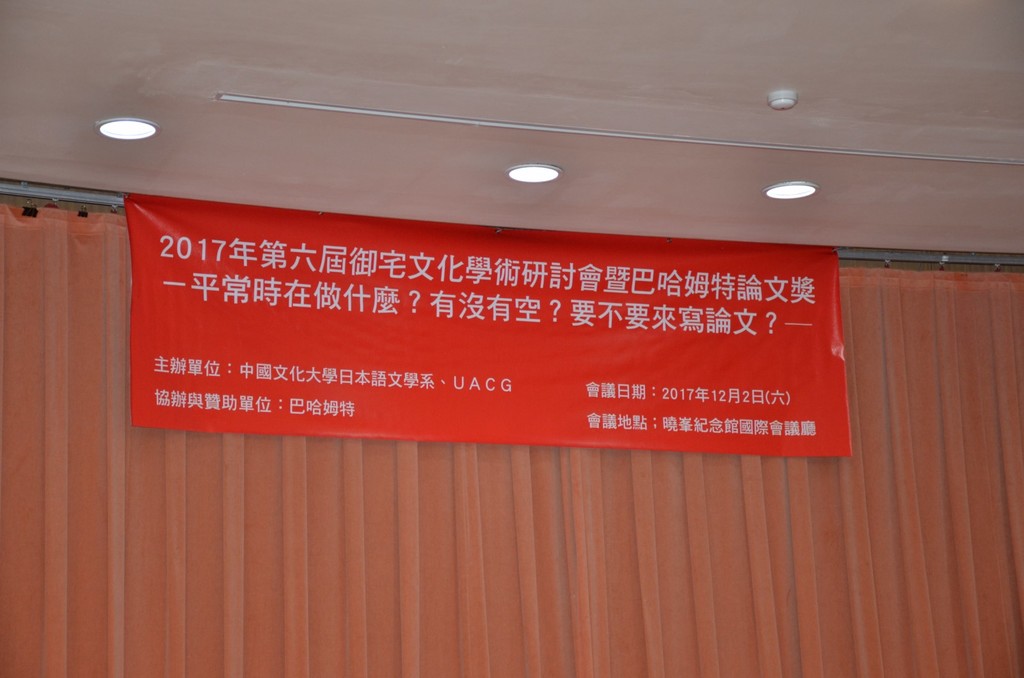 2017年第六屆御宅文化學術研討會暨巴哈姆特論文獎
－平常時在做什麼？有沒有空？要不要來寫論文？—
主辦單位：中國文化大學日本語文學系、UACG
協辦與贊助單位：巴哈姆特
會議日期：2017年12月2日(六)
會議地點；曉峯紀念館國際會議廳